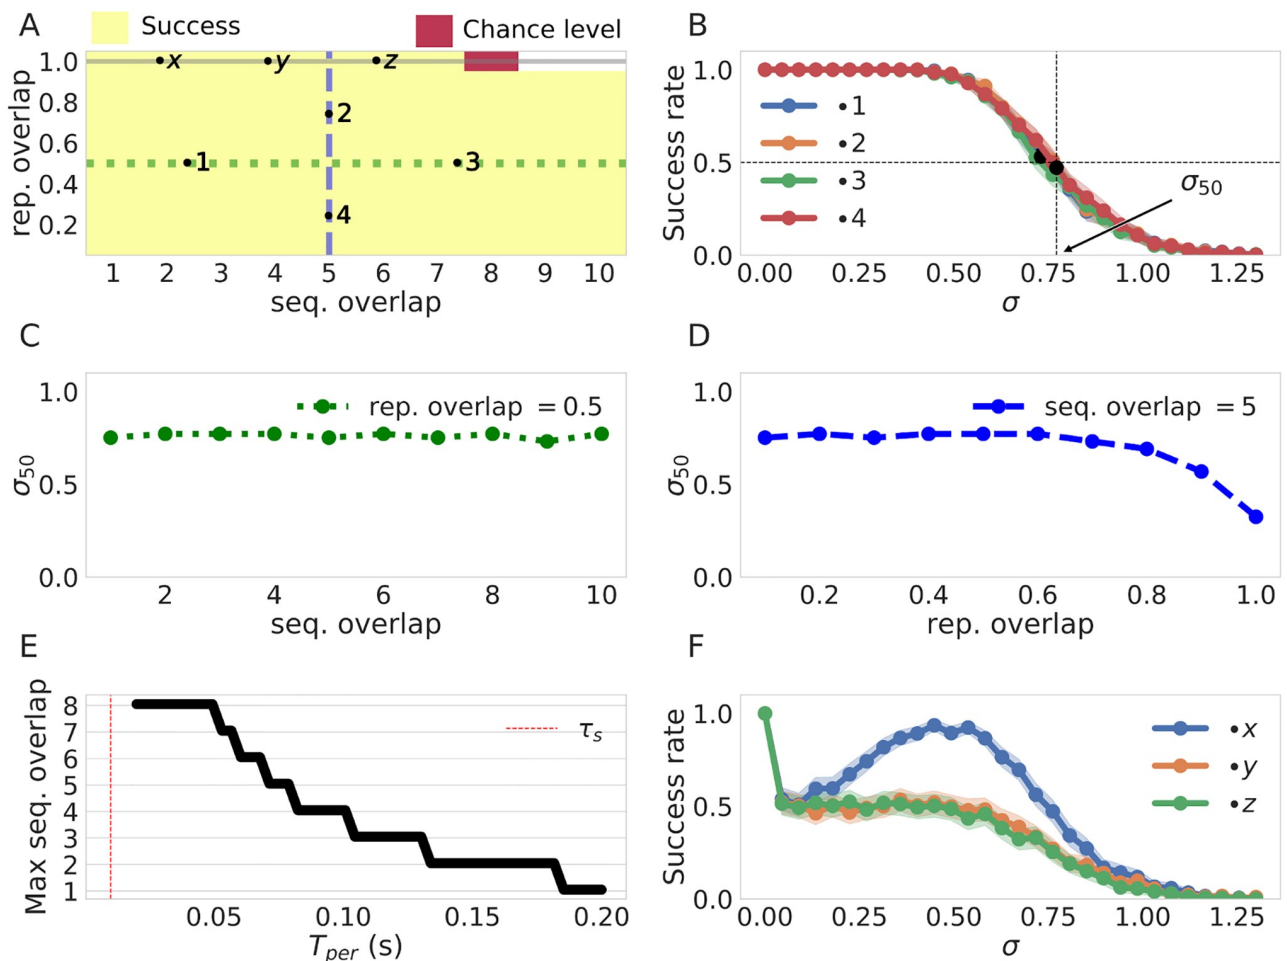 A
Success
Chance level
rep. overlap
1.0
0.8
0.6
0.4
0.2
x
y
z
2
1
3
4
1 2 3 4 5 6 7 8 9 10
seq. overlap
B
Success rate
1.0
0.5
0.0
1
2
3
4
σ50
0.00 0.25 0.50 0.75 1.00 1.25
σ
C
σ50
1.0
0.5
0.0
rep. overlap = 0.5
2 4 6 8 10
seq. overlap
D
σ50
1.0
0.5
0.0
seq. overlap = 5
0.2 0.4 0.6 0.8 1.0
rep. overlap
E
Max seq. overlap
8
7
6
5
4
3
2
1
τs
0.05 0.10 0.15 0.20
Tper (s)
F
Success rate
1.0
0.5
0.0
x
y
z
0.00 0.25 0.50 0.75 1.00 1.25
σ